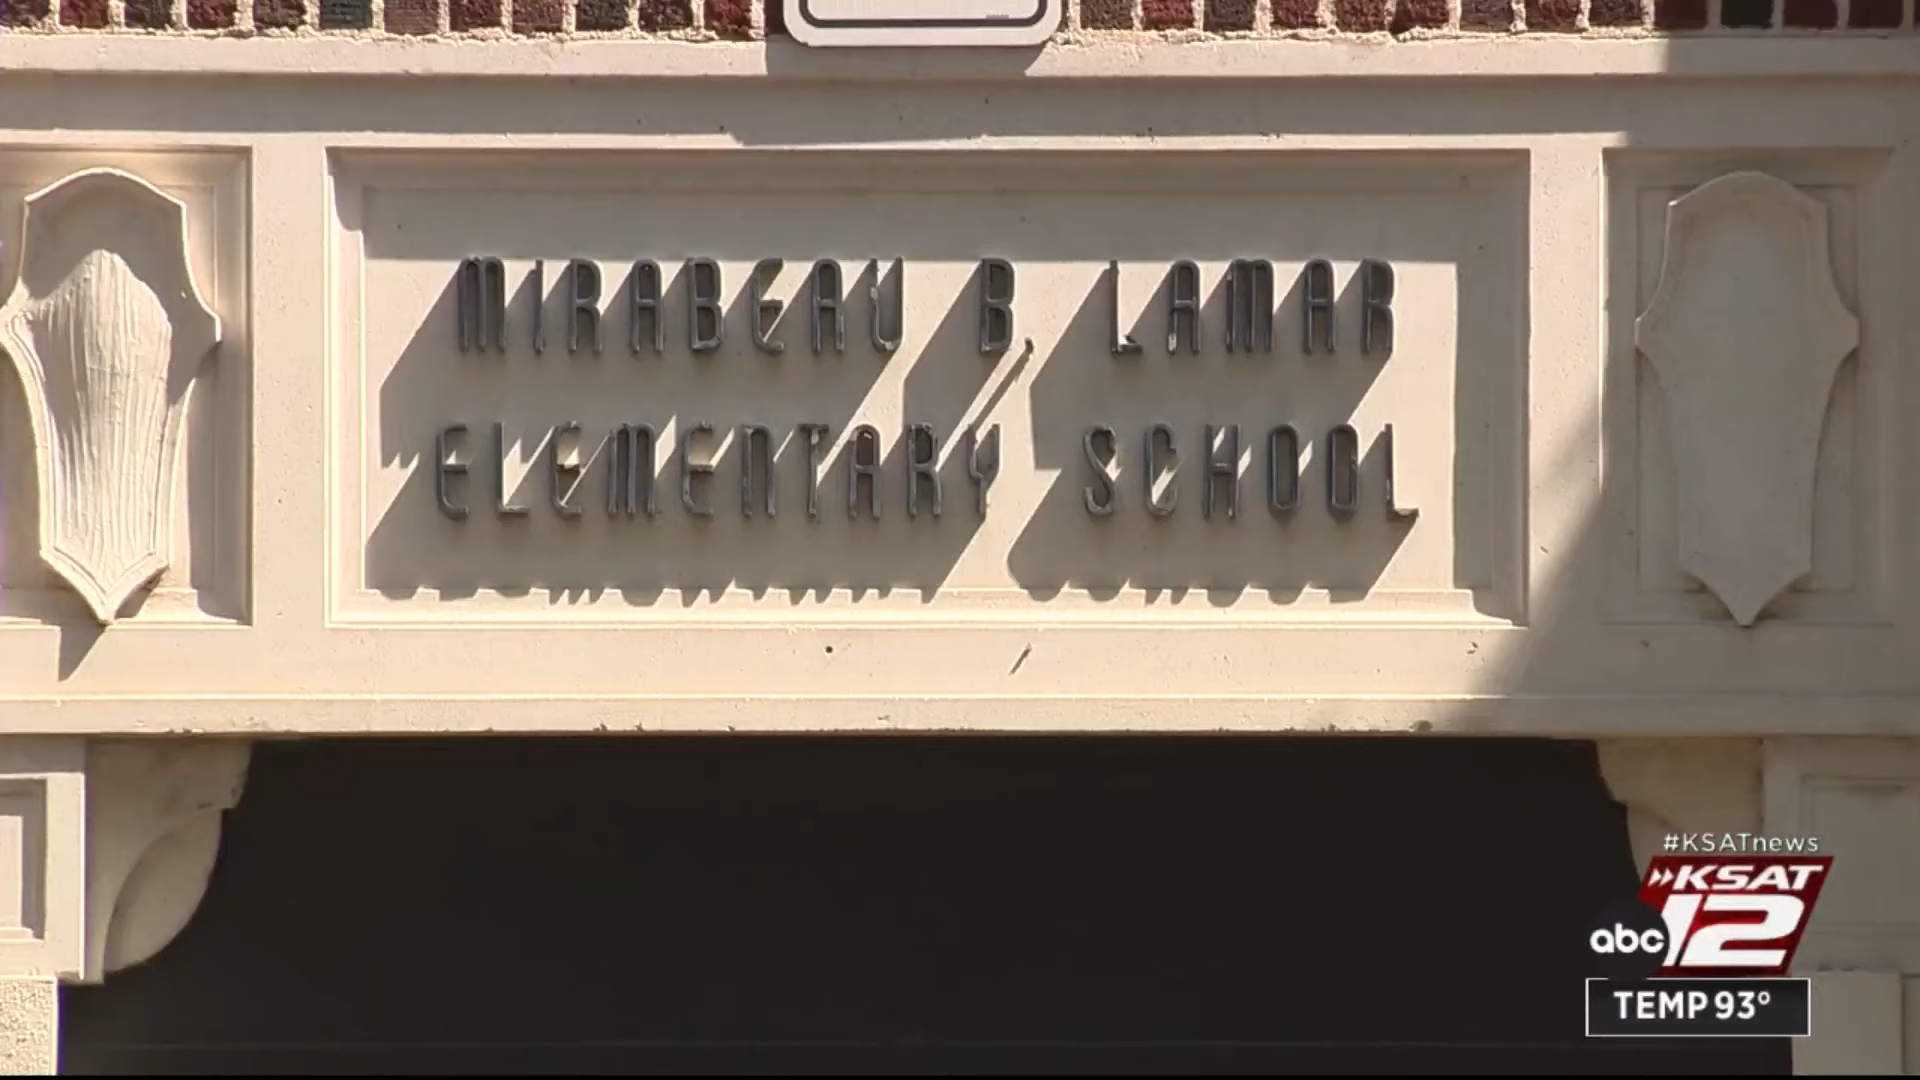 MIRABEAU B. LAMAR
ELEMENTARY SCHOOL
#KSATnews
KSAT
abc 12
TEMP 93°